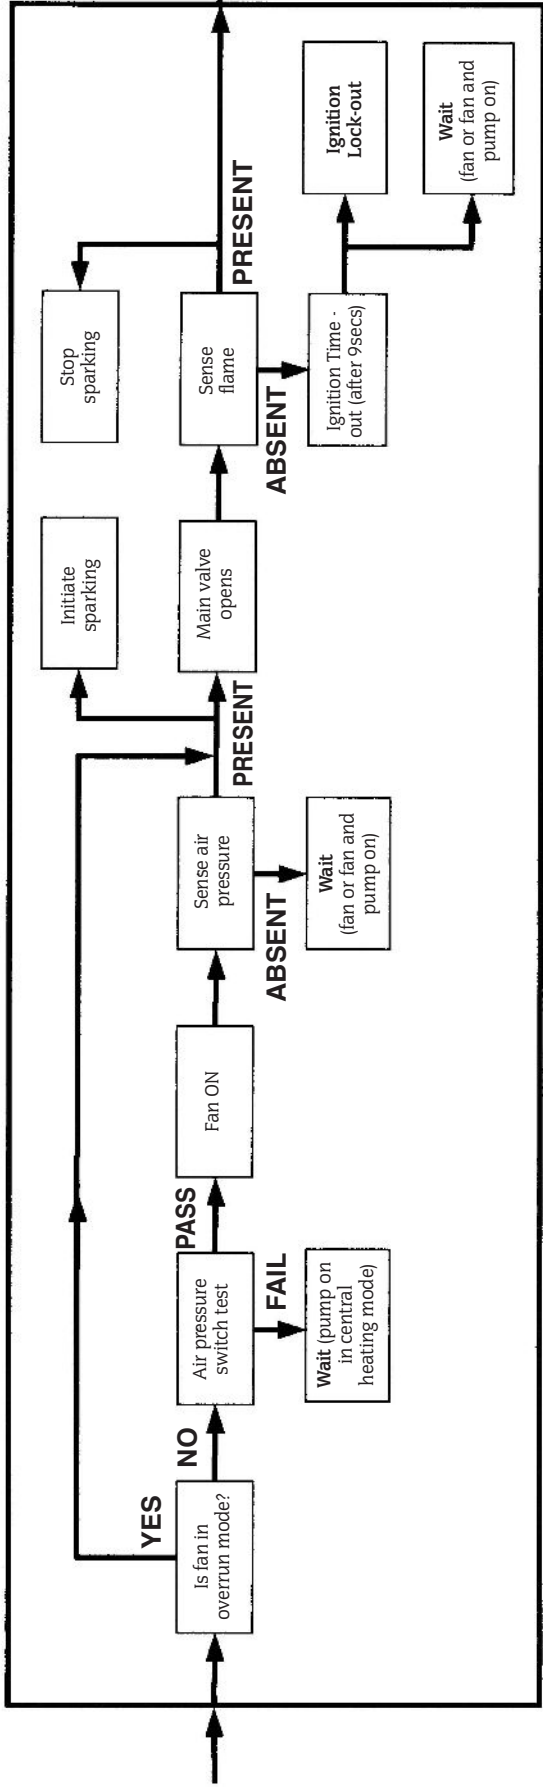 Is fan in
overrun mode?
YES
NO
Air pressure
switch test
PASS
FAIL
Wait (pump on
in central
heating mode)
Fan ON
Sense air
pressure
ABSENT
Wait
(fan or fan and
pump on)
PRESENT
Initiate
sparking
Main valve
opens
Sense
flame
Stop
sparking
PRESENT
ABSENT
Ignition Time -
out (after 9secs)
Ignition
Lock-out
Wait
(fan or fan and
pump on)